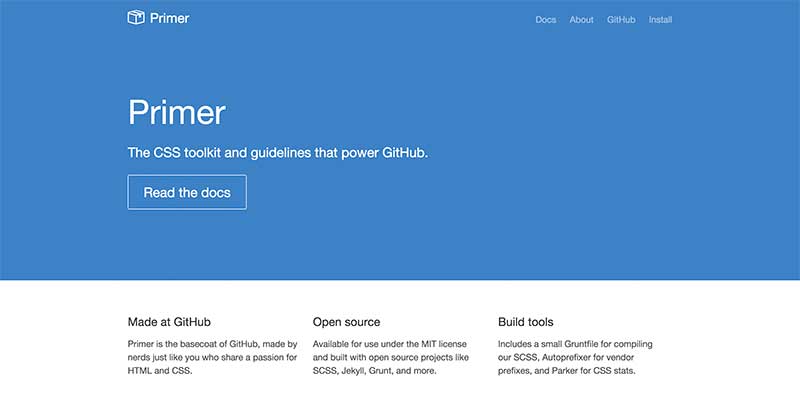 Primer
Docs About GitHub Install
Primer
The CSS toolkit and guidelines that power GitHub.
Read the docs
Made at GitHub
Primer is the basecoat of GitHub, made by
nerds just like you who share a passion for
HTML and CSS.
Open source
Available for use under the MIT license
and built with open source projects like
SCSS, Jekyll, Grunt, and more.
Build tools
Includes a small Gruntfile for compiling
our SCSS, Autoprefixer for vendor
prefixes, and Parker for CSS stats.